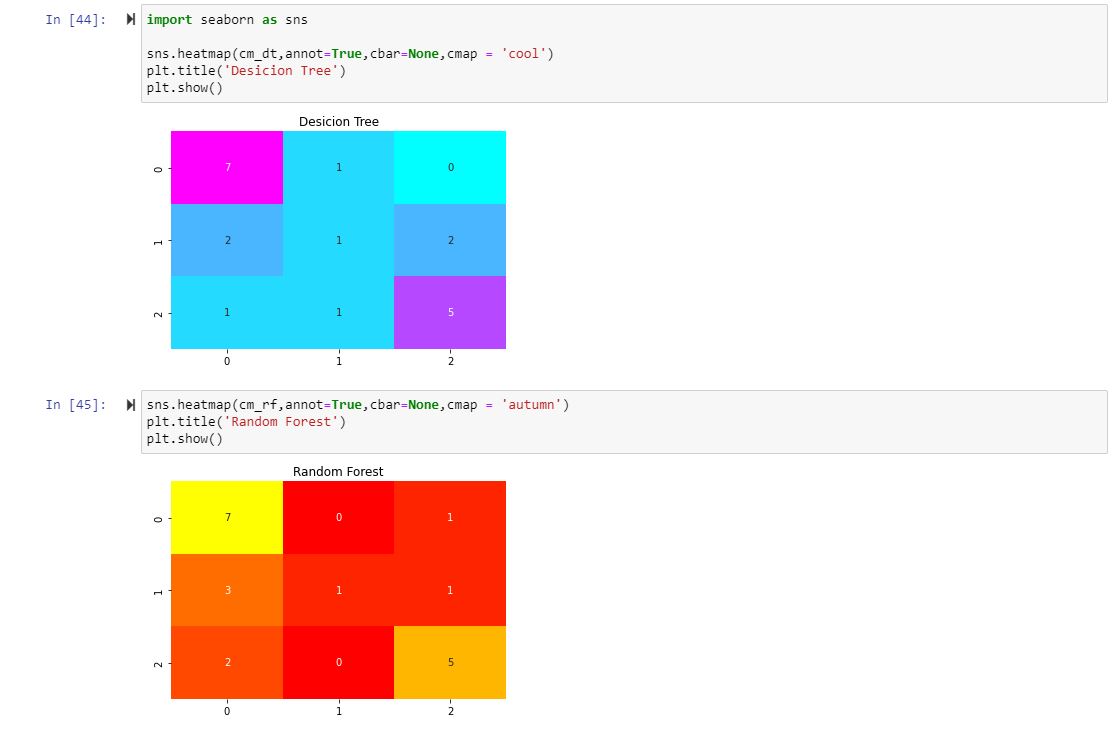 In [44]:
import seaborn as sns
sns.heatmap(cm_dt,annot=True,cbar=None,cmap = 'cool')
plt.title('Desicion Tree')
plt.show()
Desicion Tree
0 7 1 0
1 2 1 2
2 1 1 5
0 1 2
In [45]:
sns.heatmap(cm_rf,annot=True,cbar=None,cmap = 'autumn')
plt.title('Random Forest')
plt.show()
Random Forest
0 7 0 1
1 3 1 1
2 2 0 5
0 1 2